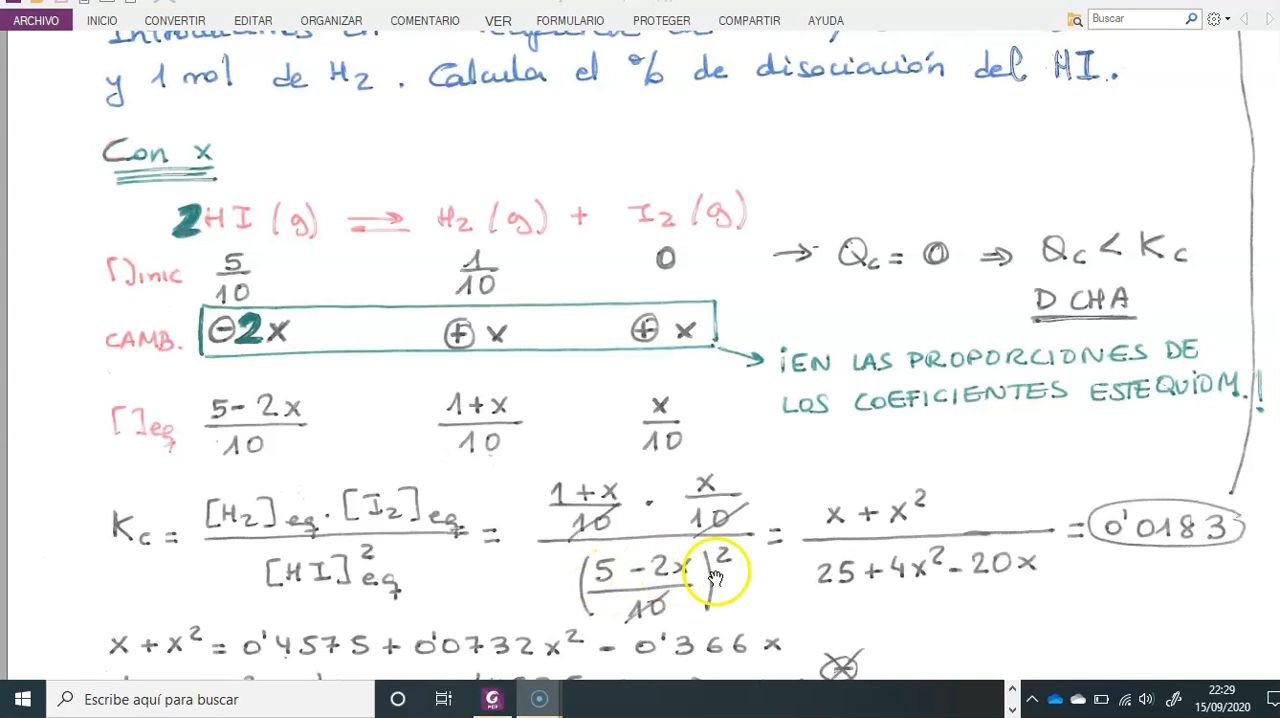 ARCHIVO INICIO CONVERTIR EDITAR ORGANIZAR COMENTARIO VER FORMULARIO PROTEGER COMPARTIR AYUDA Buscar
y 1 mol de H₂. Calcula el % de disociación del HI.
Con x
2HI (g) ⇌ H₂ (g) + I₂ (g)
[]inic 5/10 1/10 0 → Qc = 0 ⇒ Qc < Kc
DCHA
CAMB. ⊖2x ⊕ x ⊕ x
¡EN LAS PROPORCIONES DE
LOS COEFICIENTES ESTEQUIOM.!
[]eq (5-2x)/10 (1+x)/10 x/10
Kc = [H₂]eq · [I₂]eq / [HI]²eq = (1+x)/10 · x/10 / ((5-2x)/10)² = (x + x²)/(25+4x²-20x) = 0'0183
x + x² = 0'4575 + 0'0732x² - 0'366x
Escribe aquí para buscar
22:29
15/09/2020